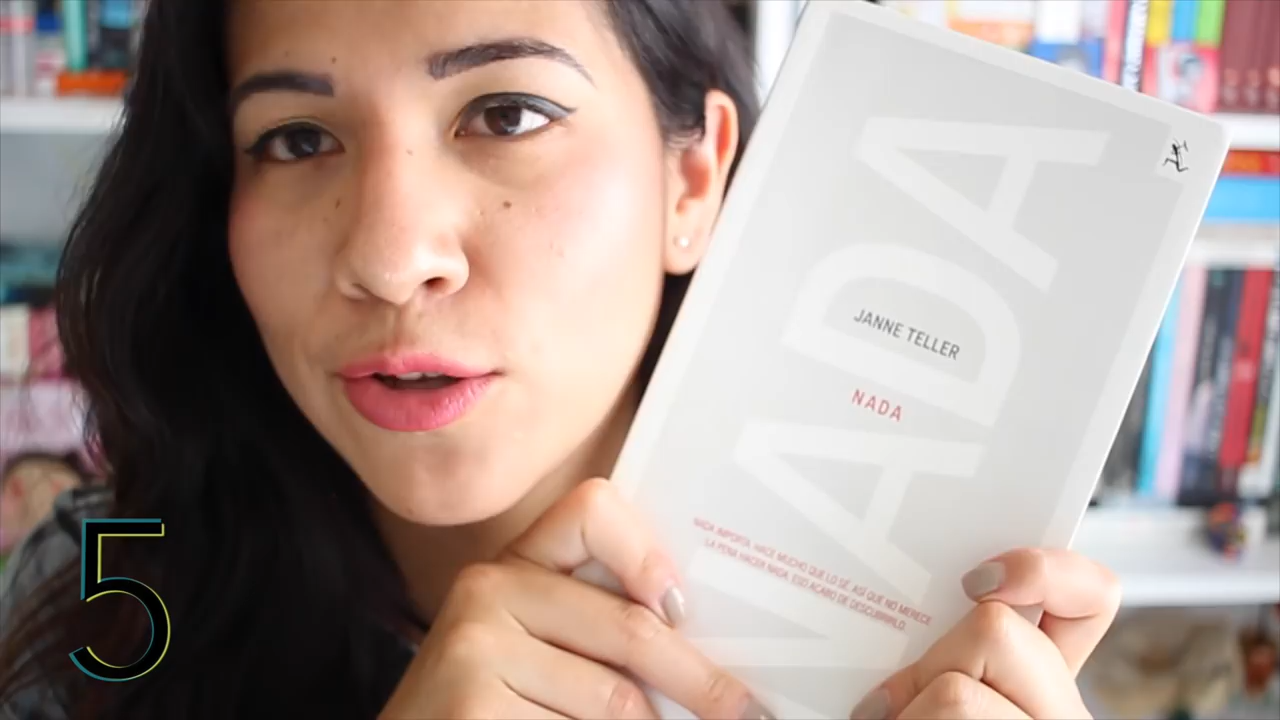 NADA
JANNE TELLER
NADA
NADA IMPORTA. HACE MUCHO QUE LO SÉ. ASÍ QUE NO MERECE
LA PENA HACER NADA. ESO ACABO DE DESCUBRIRLO.
5